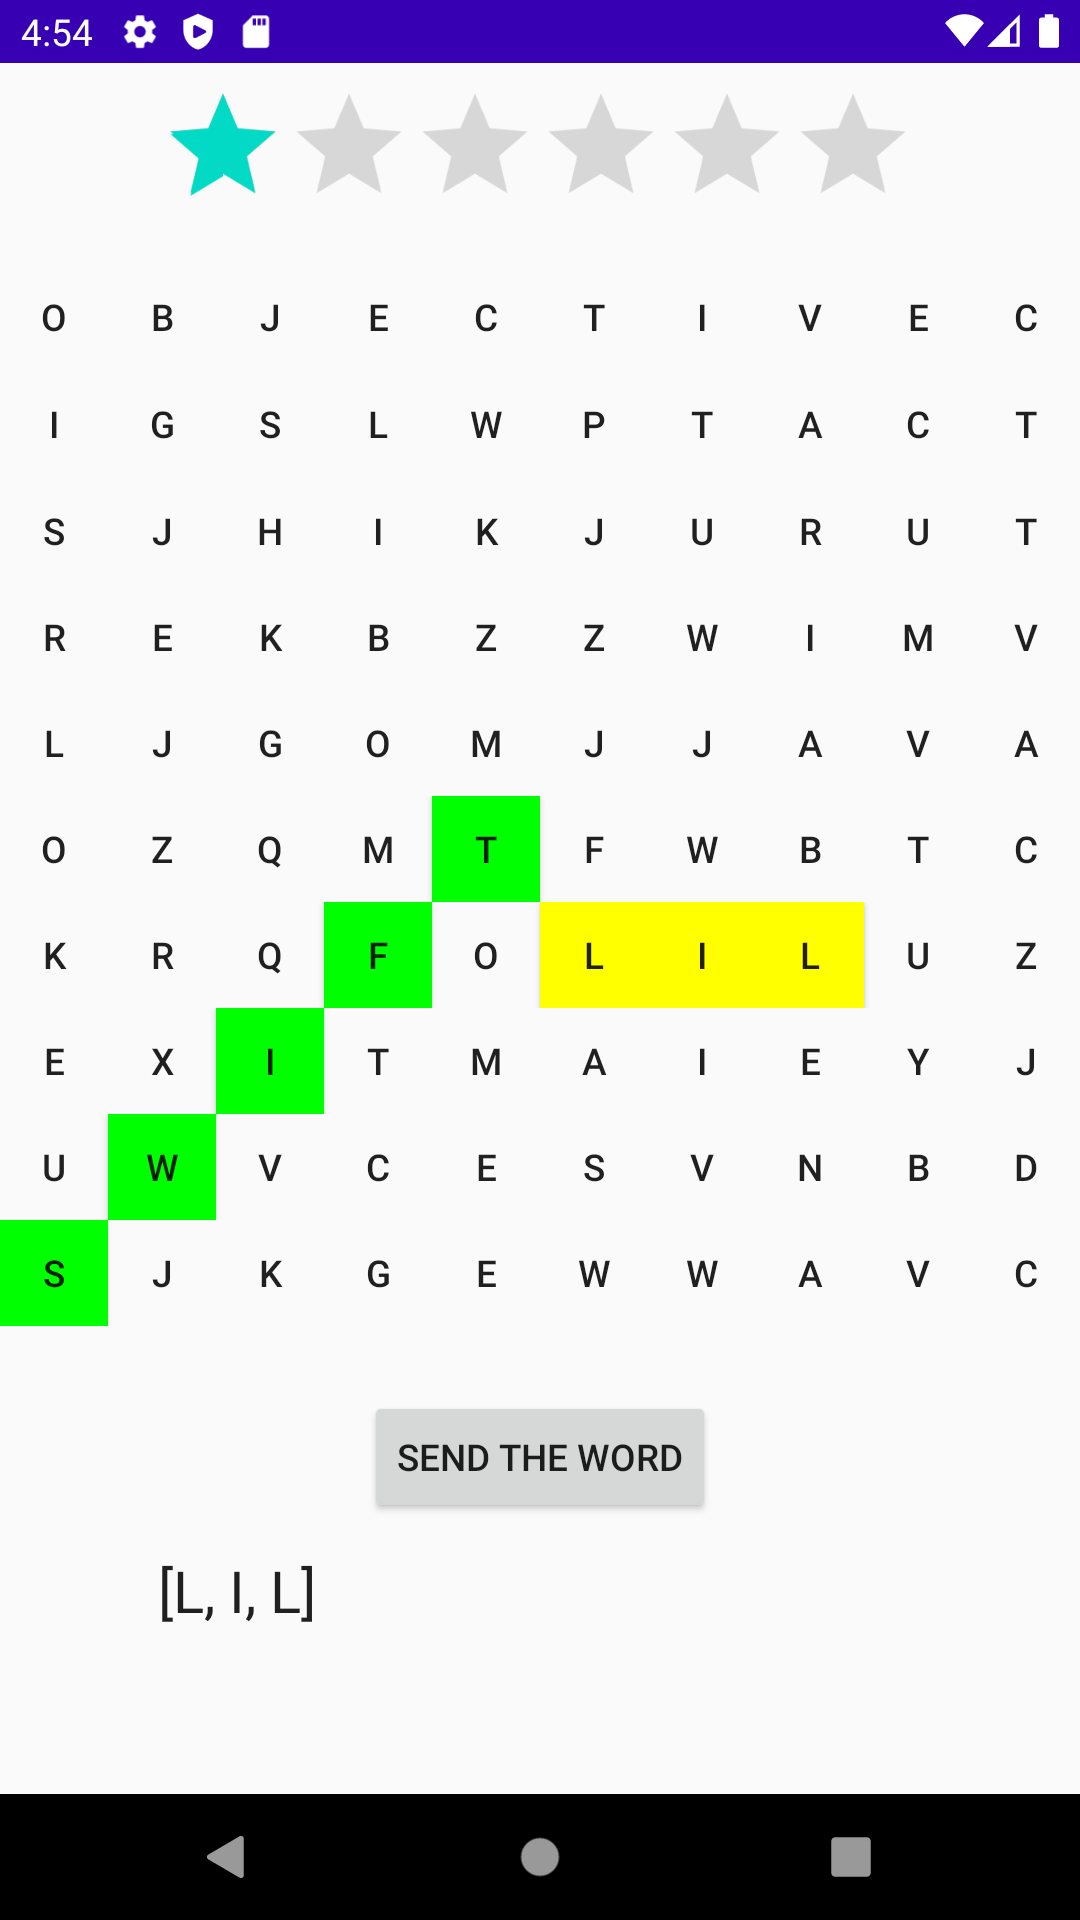 4:54
O B J E C T I V E C
I G S L W P T A C T
S J H I K J U R U T
R E K B Z Z W I M V
L J G O M J J A V A
O Z Q M T F W B T C
K R Q F O L I L U Z
E X I T M A I E Y J
U W V C E S V N B D
S J K G E W W A V C
SEND THE WORD
[L, I, L]